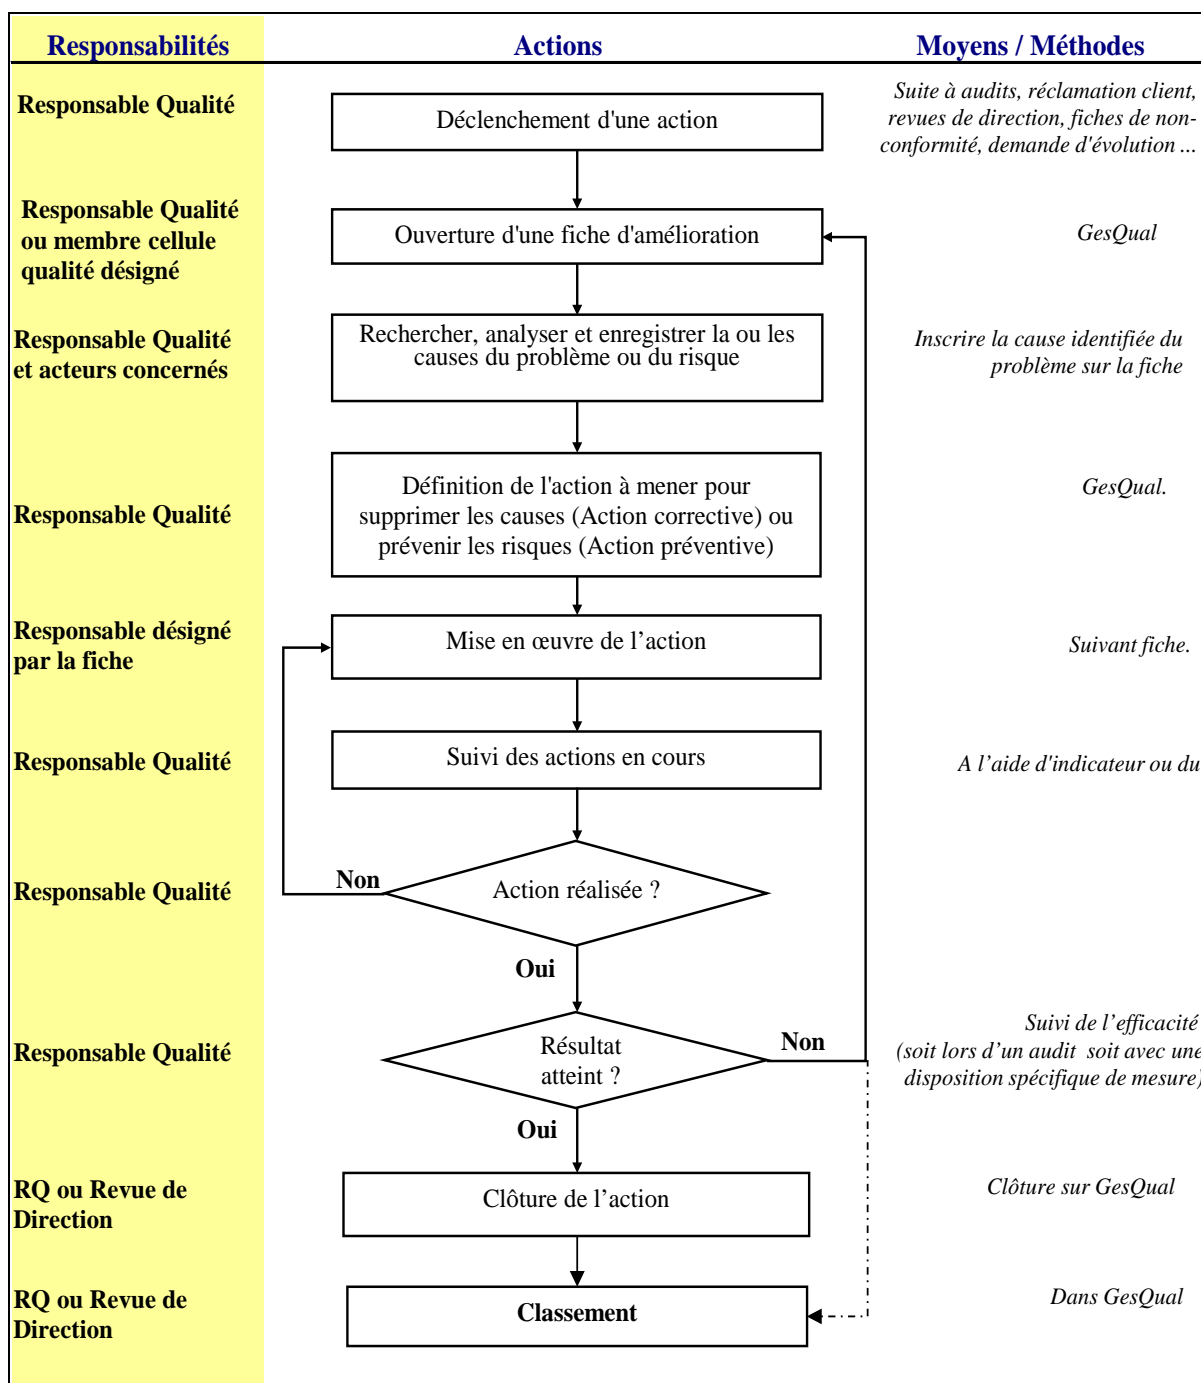 Responsabilités
Actions
Moyens / Méthodes
Responsable Qualité
Déclenchement d'une action
Suite à audits, réclamation client,
revues de direction, fiches de non-
conformité, demande d'évolution ...
Responsable Qualité
ou membre cellule
qualité désigné
Ouverture d'une fiche d'amélioration
GesQual
Responsable Qualité
et acteurs concernés
Rechercher, analyser et enregistrer la ou les
causes du problème ou du risque
Inscrire la cause identifiée du
problème sur la fiche
Responsable Qualité
Définition de l'action à mener pour
supprimer les causes (Action corrective) ou
prévenir les risques (Action préventive)
GesQual.
Responsable désigné
par la fiche
Mise en œuvre de l’action
Suivant fiche.
Responsable Qualité
Suivi des actions en cours
A l’aide d'indicateur ou du
Responsable Qualité
Non
Action réalisée ?
Oui
Responsable Qualité
Résultat
atteint ?
Non
Suivi de l’efficacité
(soit lors d’un audit  soit avec une
disposition spécifique de mesure)
Oui
RQ ou Revue de
Direction
Clôture de l’action
Clôture sur GesQual
RQ ou Revue de
Direction
Classement
Dans GesQual